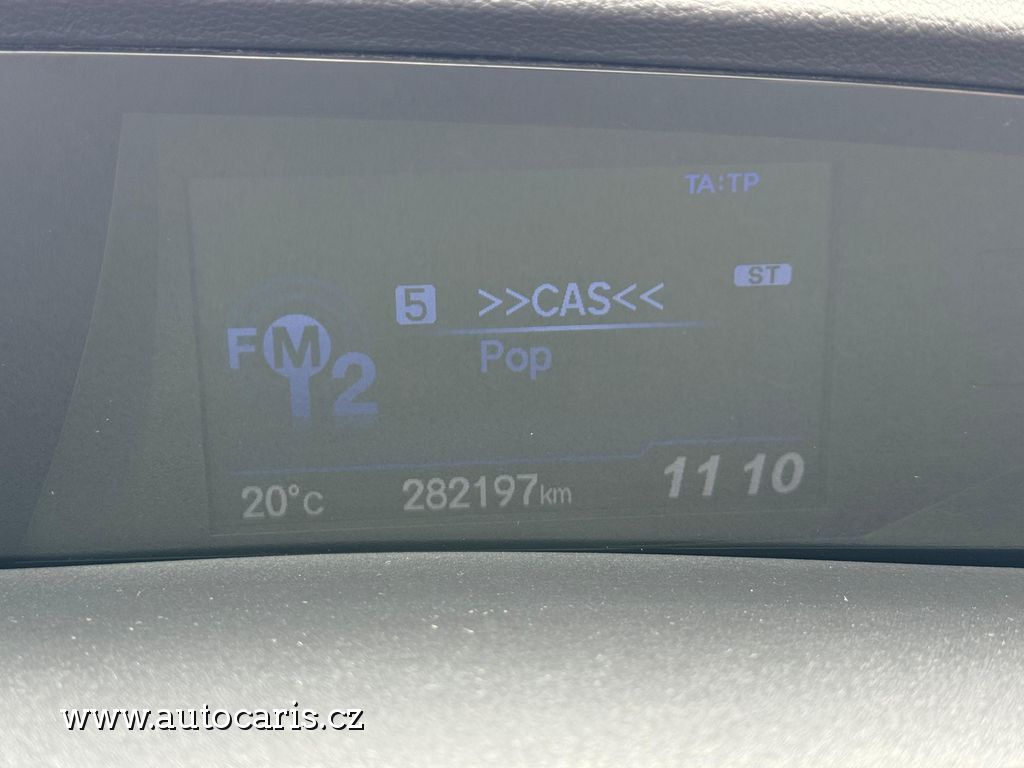 TA:TP
ST
5 >>CAS<<
FM2
Pop
20°C 282197km 11 10
www.autocaris.cz